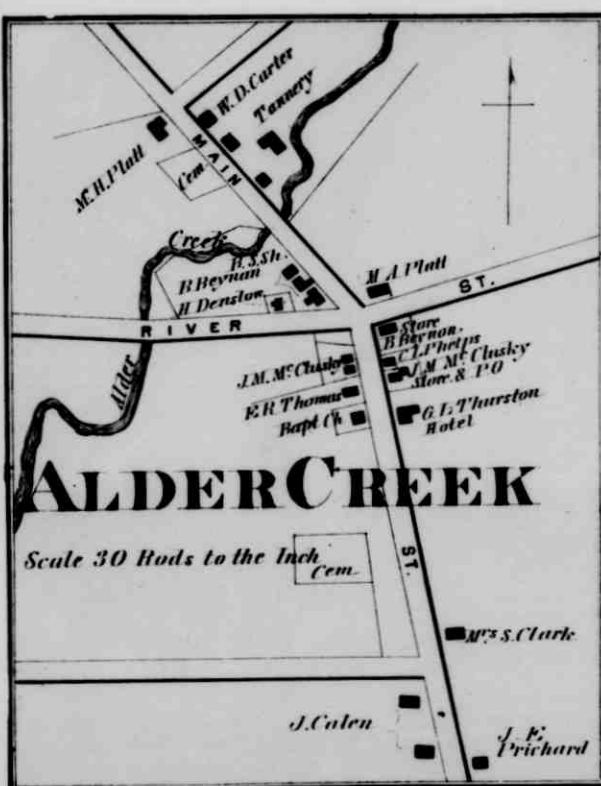 W. D. Carter
Tannery
M. H. Platt
Cem.
MAIN
Creek
B. S. Sh.
B. Beynan
H. Denslow
M. A. Platt
ST.
RIVER
Store
B. Beynon.
C. L. Phelps
J. M. McClusky
Store. & P O
Alder
J. M. McClusky
E. R. Thomas
Bapt Ch
G. L. Thurston
Hotel
ALDER CREEK
Scale 30 Rods to the Inch
Cem.
ST.
Mrs S. Clark
J. Calen
J. E.
Prichard